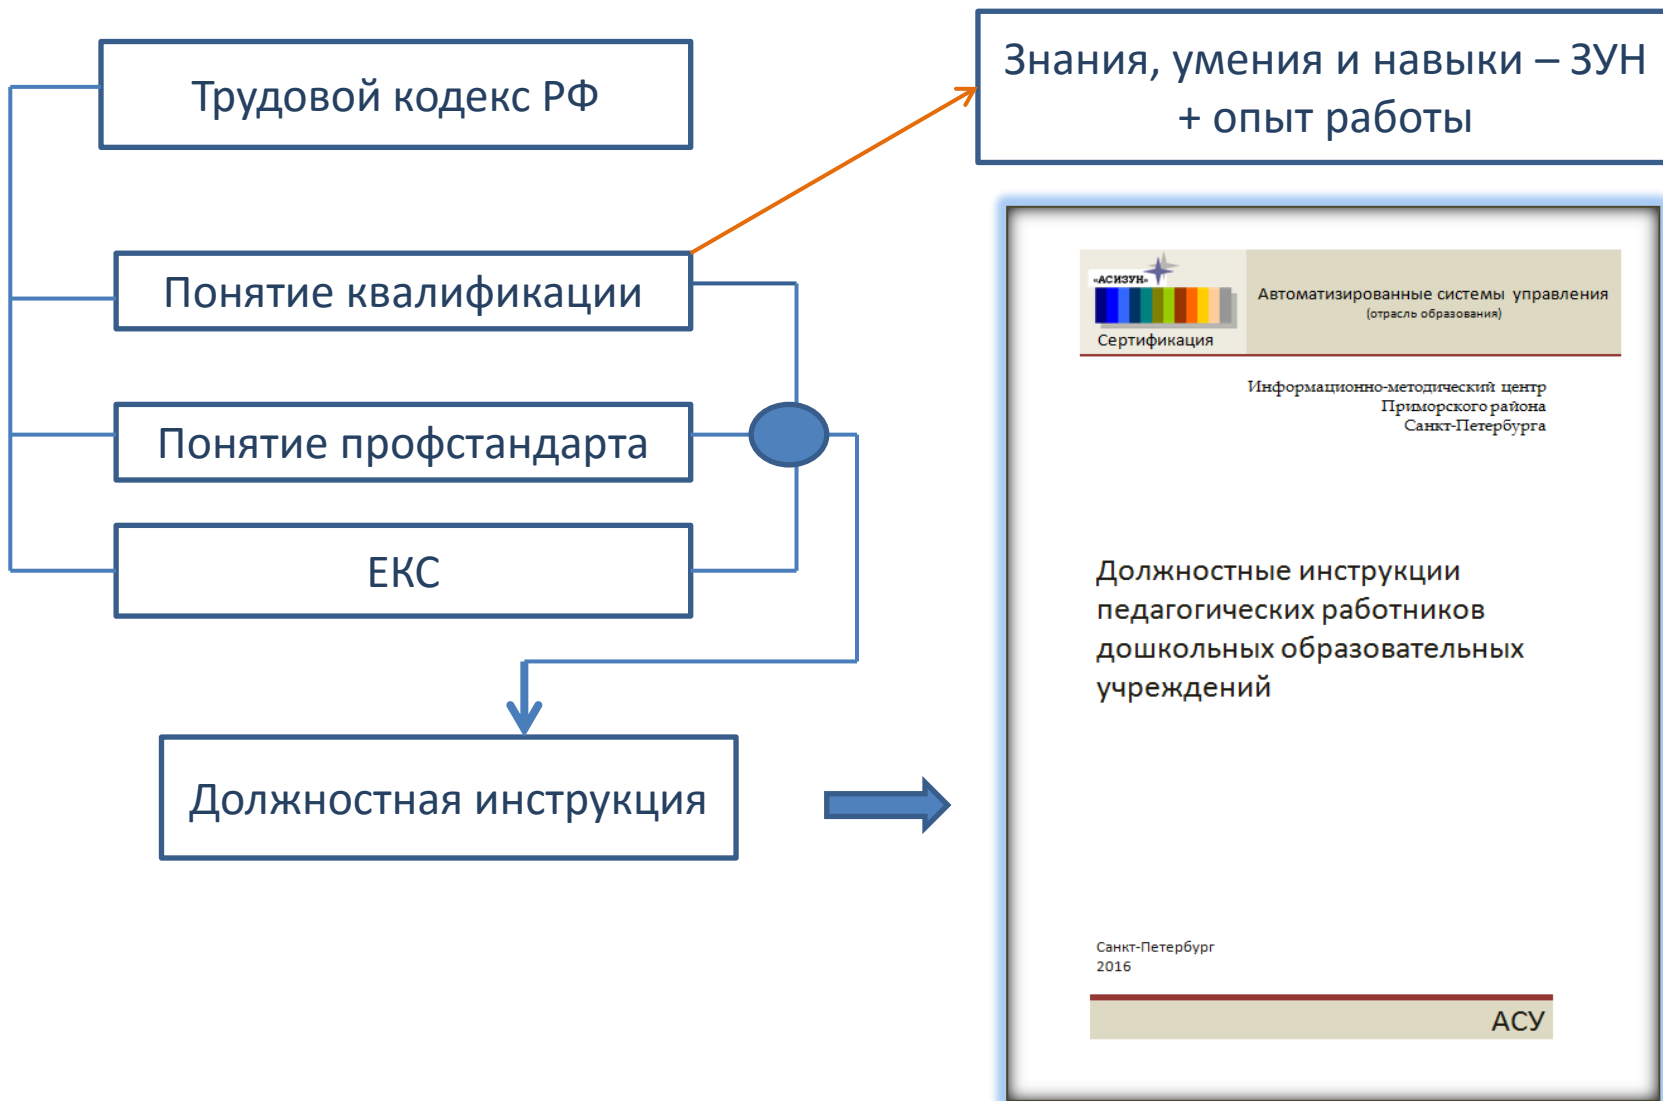 Трудовой кодекс РФ
Знания, умения и навыки – ЗУН
+ опыт работы
Понятие квалификации
Понятие профстандарта
ЕКС
Должностная инструкция
«АСИЗУН»
Сертификация
Автоматизированные системы управления
(отрасль образования)
Информационно-методический центр
Приморского района
Санкт-Петербурга
Должностные инструкции
педагогических работников
дошкольных образовательных
учреждений
Санкт-Петербург
2016
АСУ